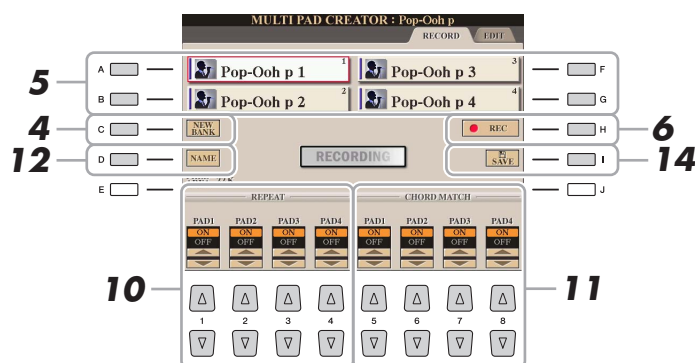 MULTI PAD CREATOR : Pop-Ooh p
RECORD EDIT
5 A Pop-Ooh p 1 1 Pop-Ooh p 3 3 F
B Pop-Ooh p 2 2 Pop-Ooh p 4 4 G
4 C NEW BANK REC H 6
12 D NAME RECORDING SAVE I 14
E J
REPEAT CHORD MATCH
PAD1 PAD2 PAD3 PAD4 PAD1 PAD2 PAD3 PAD4
ON ON ON ON ON ON ON ON
OFF OFF OFF OFF OFF OFF OFF OFF
10 11
1 2 3 4 5 6 7 8